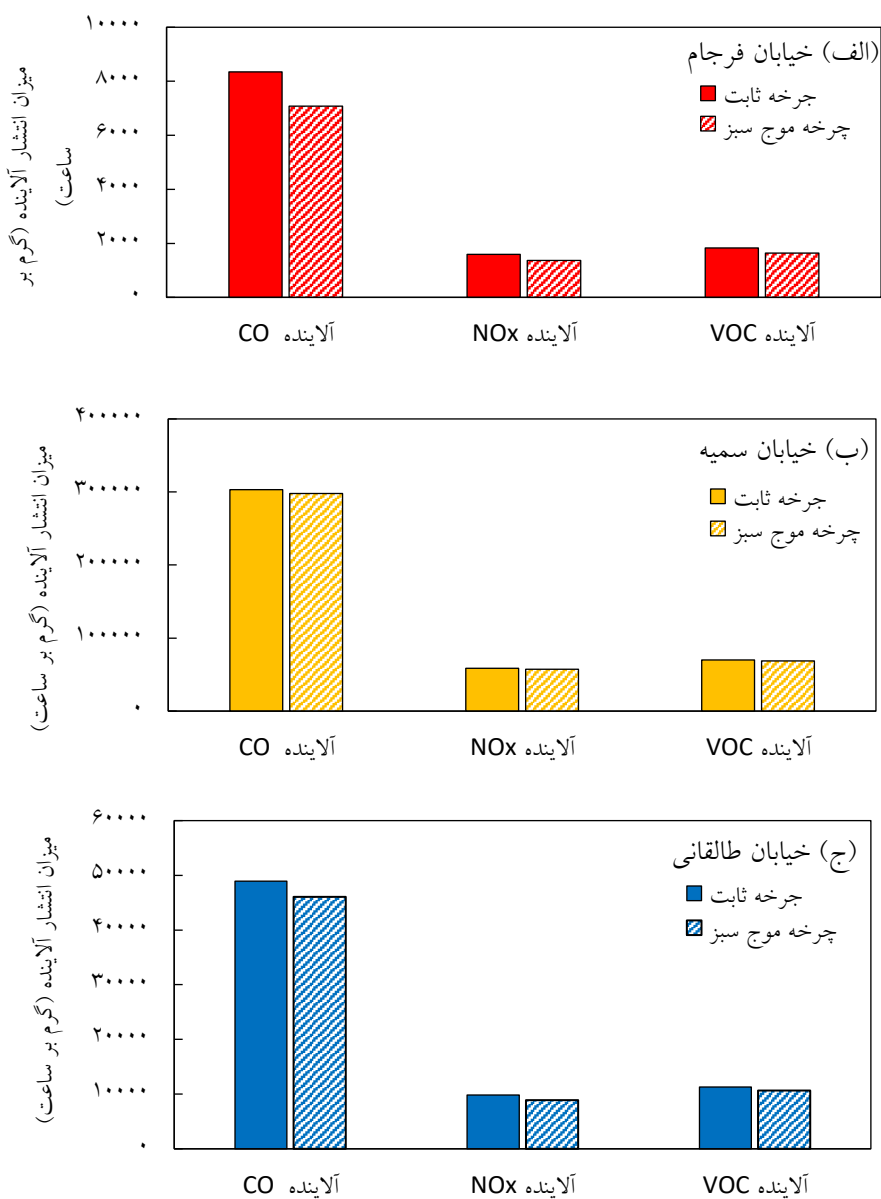 (الف) خیابان فرجام
جرخه ثابت
چرخه موج سبز
میزان انتشار آلاینده (گرم بر
ساعت)
۱۰۰۰۰
۸۰۰۰
۶۰۰۰
۴۰۰۰
۲۰۰۰
۰
آلاینده CO
آلاینده NOx
آلاینده VOC
(ب) خیابان سمیه
جرخه ثابت
چرخه موج سبز
میزان انتشار آلاینده (گرم بر ساعت)
۴۰۰۰۰۰
۳۰۰۰۰۰
۲۰۰۰۰۰
۱۰۰۰۰۰
۰
آلاینده CO
آلاینده NOx
آلاینده VOC
(ج) خیابان طالقانی
جرخه ثابت
چرخه موج سبز
میزان انتشار آلاینده (گرم بر ساعت)
۶۰۰۰۰
۵۰۰۰۰
۴۰۰۰۰
۳۰۰۰۰
۲۰۰۰۰
۱۰۰۰۰
۰
آلاینده CO
آلاینده NOx
آلاینده VOC